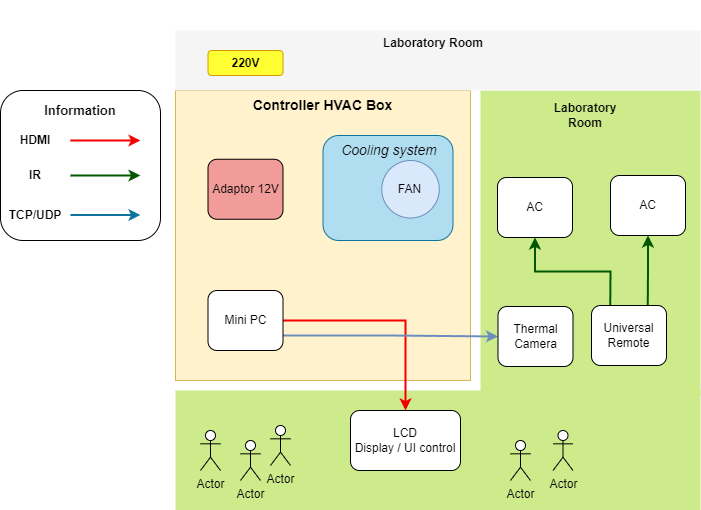 Laboratory Room
220V
Information
HDMI
IR
TCP/UDP
Controller HVAC Box
Adaptor 12V
Cooling system
FAN
Mini PC
Laboratory
Room
AC
AC
Thermal
Camera
Universal
Remote
LCD
Display / UI control
Actor
Actor
Actor
Actor
Actor